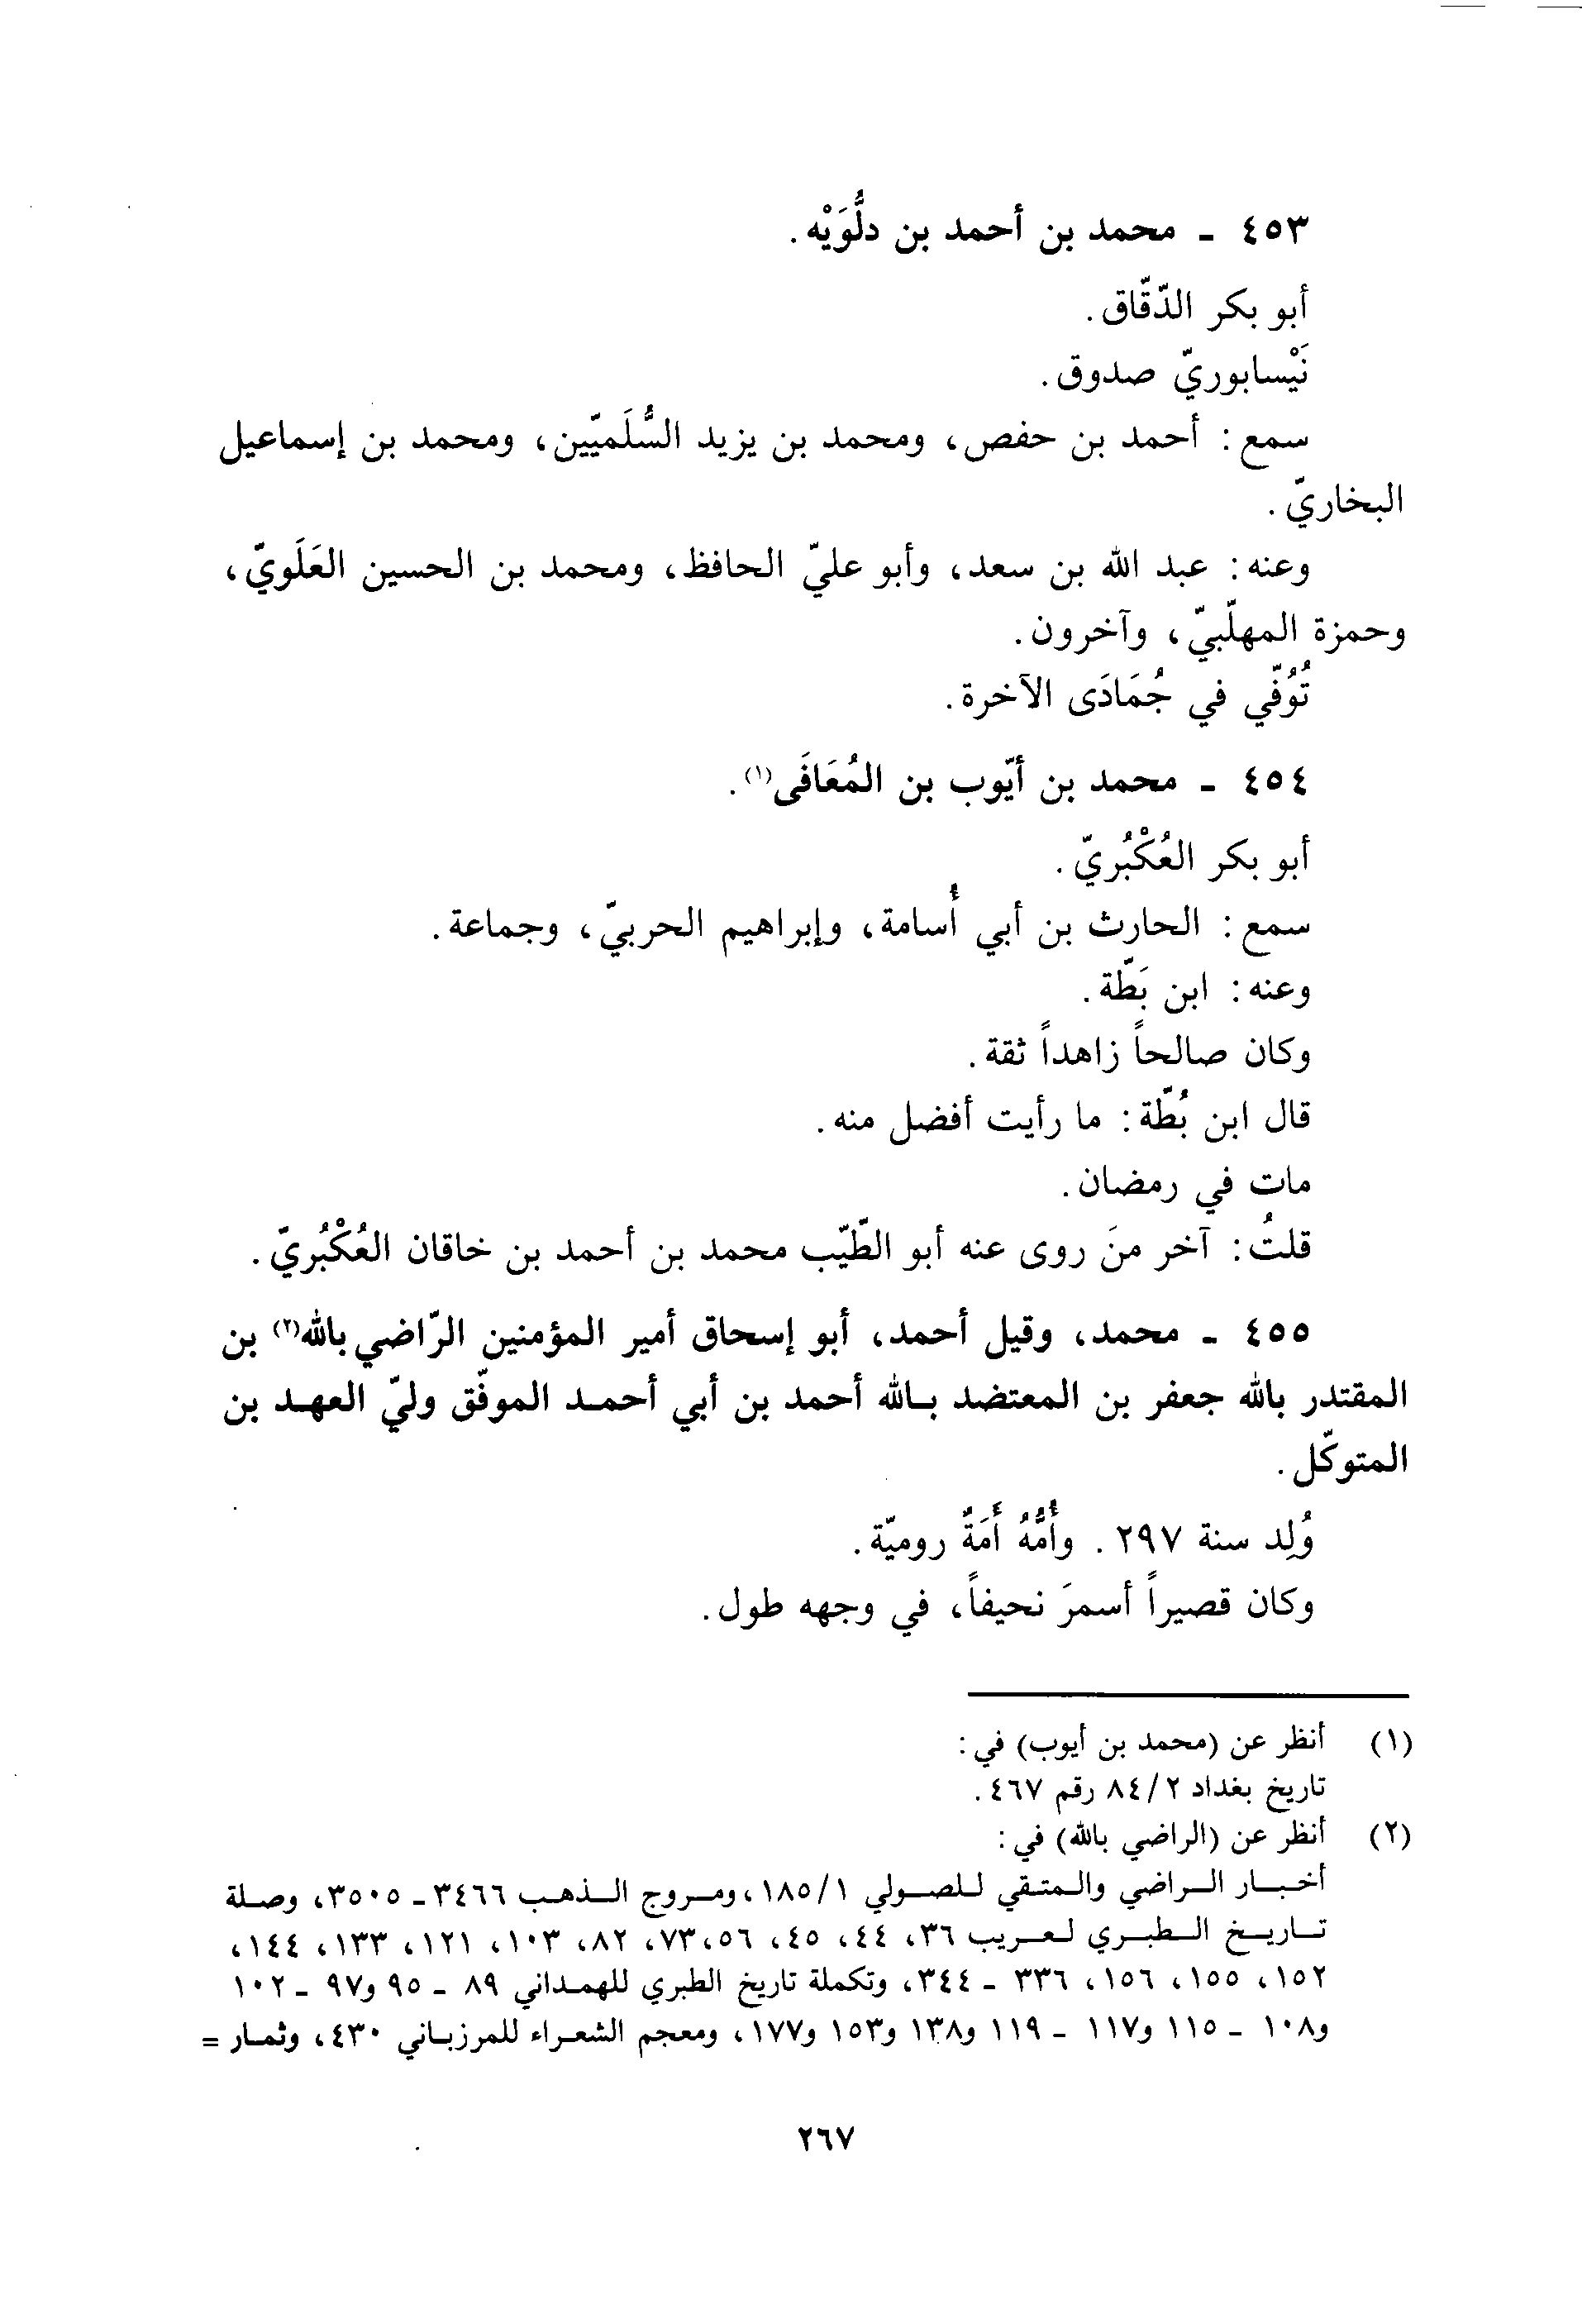 ٤٥٣ ـ محمد بن أحمد بن دلُّوَيْه.
أبو بكر الدّقّاق.
نَيْسابوريّ صدوق.
سمع: أحمد بن حفص، ومحمد بن يزيد السُّلَميّين، ومحمد بن إسماعيل
البخاريّ.
وعنه: عبد الله بن سعد، وأبو عليّ الحافظ، ومحمد بن الحسين العَلَويّ،
وحمزة المهلّبيّ، وآخرون.
تُوُفّي في جُمَادَى الآخرة.
٤٥٤ ـ محمد بن أيّوب بن المُعَافَى(١).
أبو بكر العُكْبُريّ.
سمع: الحارث بن أبي أُسامة، وإبراهيم الحربيّ، وجماعة.
وعنه: ابن بَطّة.
وكان صالحاً زاهداً ثقة.
قال ابن بُطّة: ما رأيت أفضل منه.
مات في رمضان.
قلتُ: آخر منَ روى عنه أبو الطّيّب محمد بن أحمد بن خاقان العُكْبُريّ.
٤٥٥ ـ محمد، وقيل أحمد، أبو إسحاق أمير المؤمنين الرّاضي بالله(٢) بن
المقتدر بالله جعفر بن المعتضد بالله أحمد بن أبي أحمد الموفّق وليّ العهد بن
المتوكّل.
وُلِد سنة ٢٩٧. وأُمُّهُ أَمَةٌ روميّة.
وكان قصيراً أسمرَ نحيفاً، في وجهه طول.
(١) أنظر عن (محمد بن أيوب) في:
تاريخ بغداد ٨٤/٢ رقم ٤٦٧.
(٢) أنظر عن (الراضي بالله) في:
أخبار الراضي والمتقي للصولي ١٨٥/١، ومروج الذهب ٣٤٦٦ ـ ٣٥٠٥، وصلة
تاريخ الطبري لعريب ٣٦، ٤٤، ٤٥، ٥٦، ٧٣، ٨٢، ١٠٣، ١٢١، ١٣٣، ١٤٤،
١٥٢، ١٥٥، ١٥٦، ٣٣٦ ـ ٣٤٤، وتكملة تاريخ الطبري للهمداني ٨٩ ـ ٩٥ و٩٧ ـ ١٠٢
و١٠٨ ـ ١١٥ و١١٧ ـ ١١٩ و١٣٨ و١٥٣ و١٧٧، ومعجم الشعراء للمرزباني ٤٣٠، وثمار =
٢٦٧